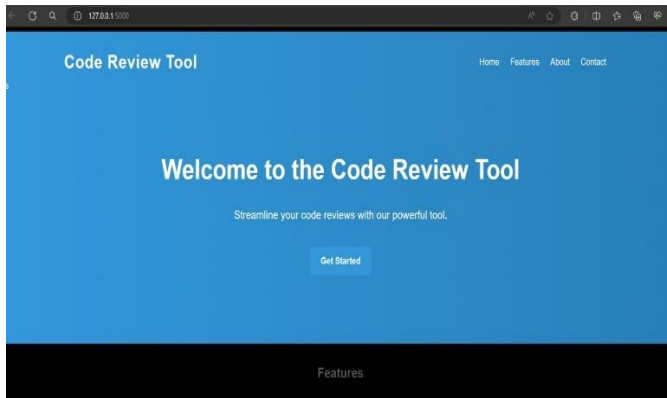 127.0.0.1:5000
Code Review Tool
Home Features About Contact
s
Welcome to the Code Review Tool
Streamline your code reviews with our powerful tool.
Get Started
Features